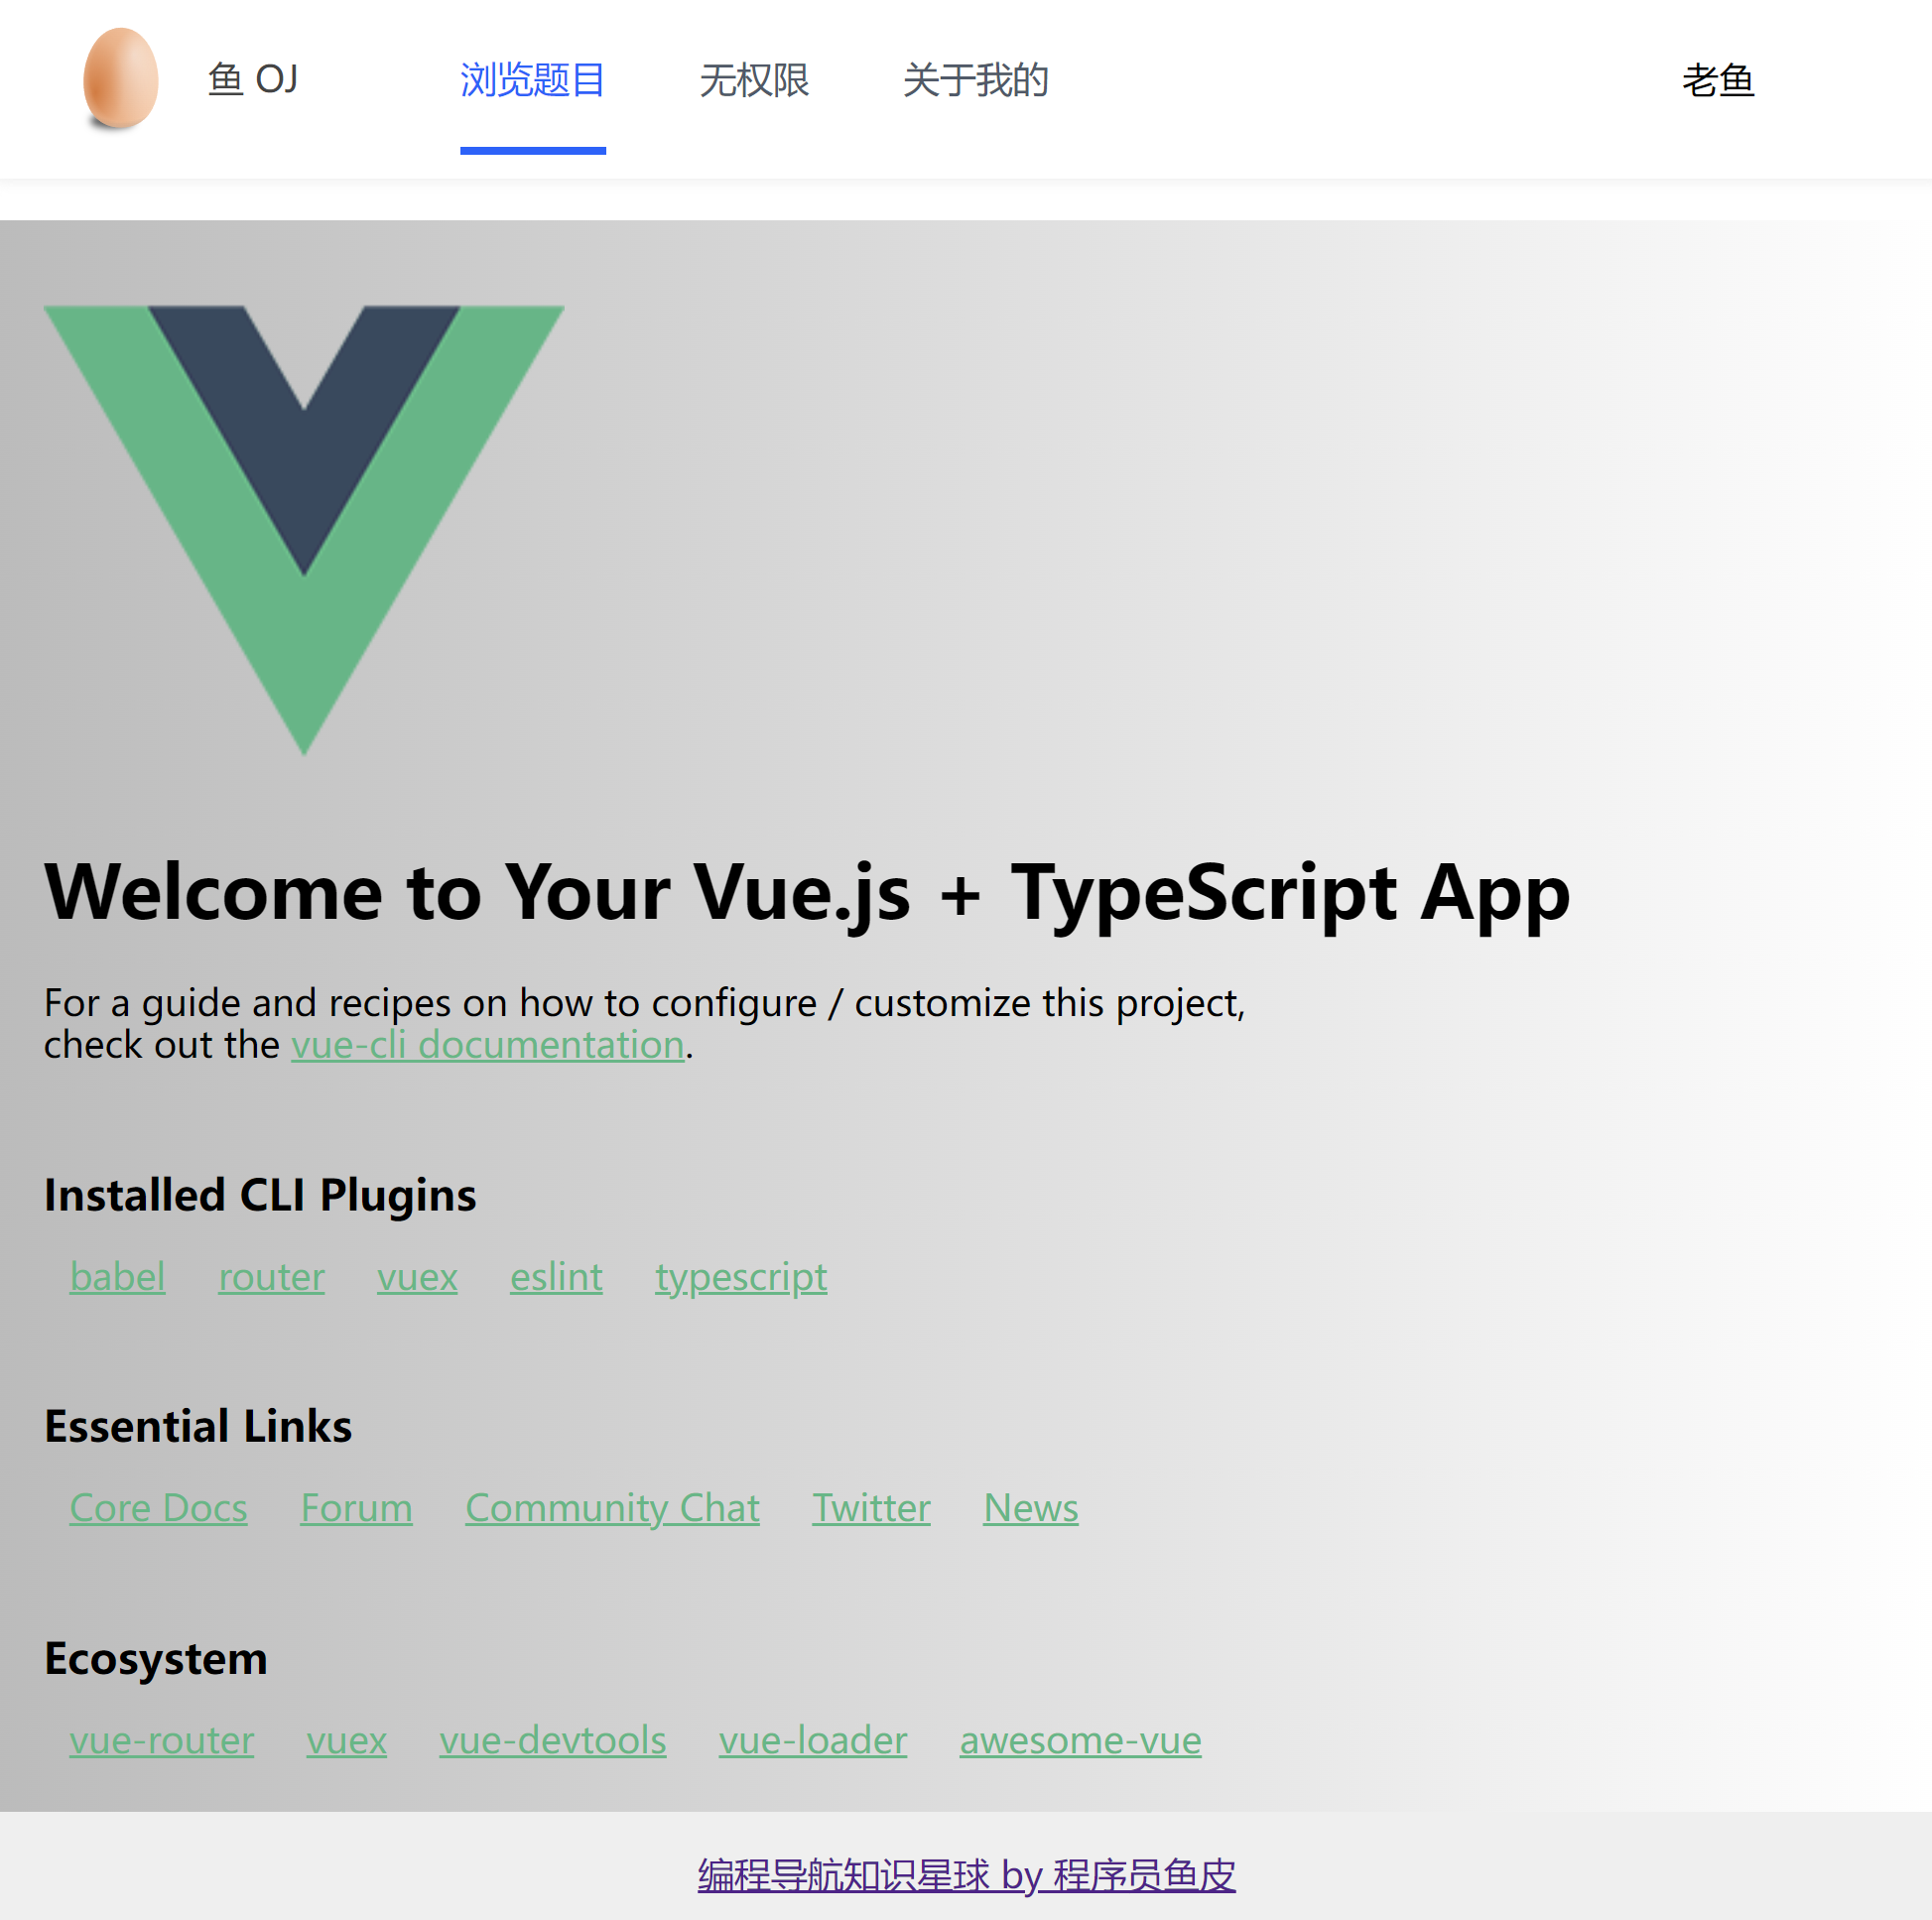 鱼 OJ 浏览题目 无权限 关于我的 老鱼
Welcome to Your Vue.js + TypeScript App
For a guide and recipes on how to configure / customize this project,
check out the vue-cli documentation.
Installed CLI Plugins
babel router vuex eslint typescript
Essential Links
Core Docs Forum Community Chat Twitter News
Ecosystem
vue-router vuex vue-devtools vue-loader awesome-vue
编程导航知识星球 by 程序员鱼皮